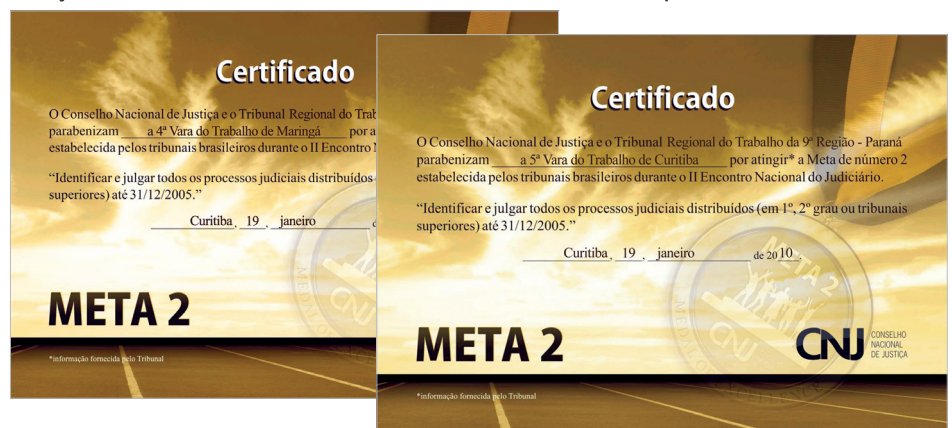 Certificado
O Conselho Nacional de Justiça e o Tribunal Regional do Trab
parabenizam a 4ª Vara do Trabalho de Maringá por a
estabelecida pelos tribunais brasileiros durante o II Encontro
“Identificar e julgar todos os processos judiciais distribuídos
superiores) até 31/12/2005.”
Curitiba, 19 , janeiro
META 2
*informação fornecida pelo Tribunal
Certificado
O Conselho Nacional de Justiça e o Tribunal Regional do Trabalho da 9ª Região - Paraná
parabenizam a 5ª Vara do Trabalho de Curitiba por atingir* a Meta de número 2
estabelecida pelos tribunais brasileiros durante o II Encontro Nacional do Judiciário.
“Identificar e julgar todos os processos judiciais distribuídos (em 1º, 2º grau ou tribunais
superiores) até 31/12/2005.”
Curitiba, 19 , janeiro de 2010.
META 2
CNJ
META 2
CNJ CONSELHO
NACIONAL
DE JUSTIÇA
*informação fornecida pelo Tribunal